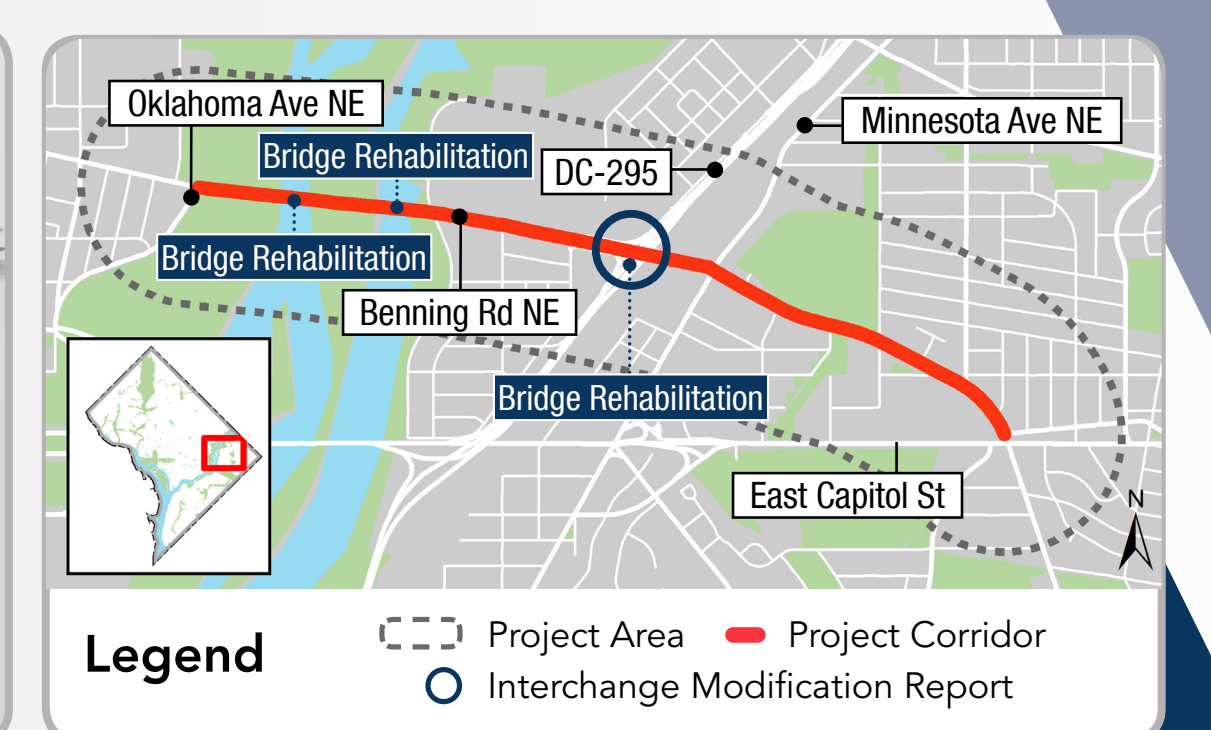 Oklahoma Ave NE
Bridge Rehabilitation
Minnesota Ave NE
DC-295
Bridge Rehabilitation
Benning Rd NE
Bridge Rehabilitation
East Capitol St
N
Legend
Project Area
Project Corridor
Interchange Modification Report